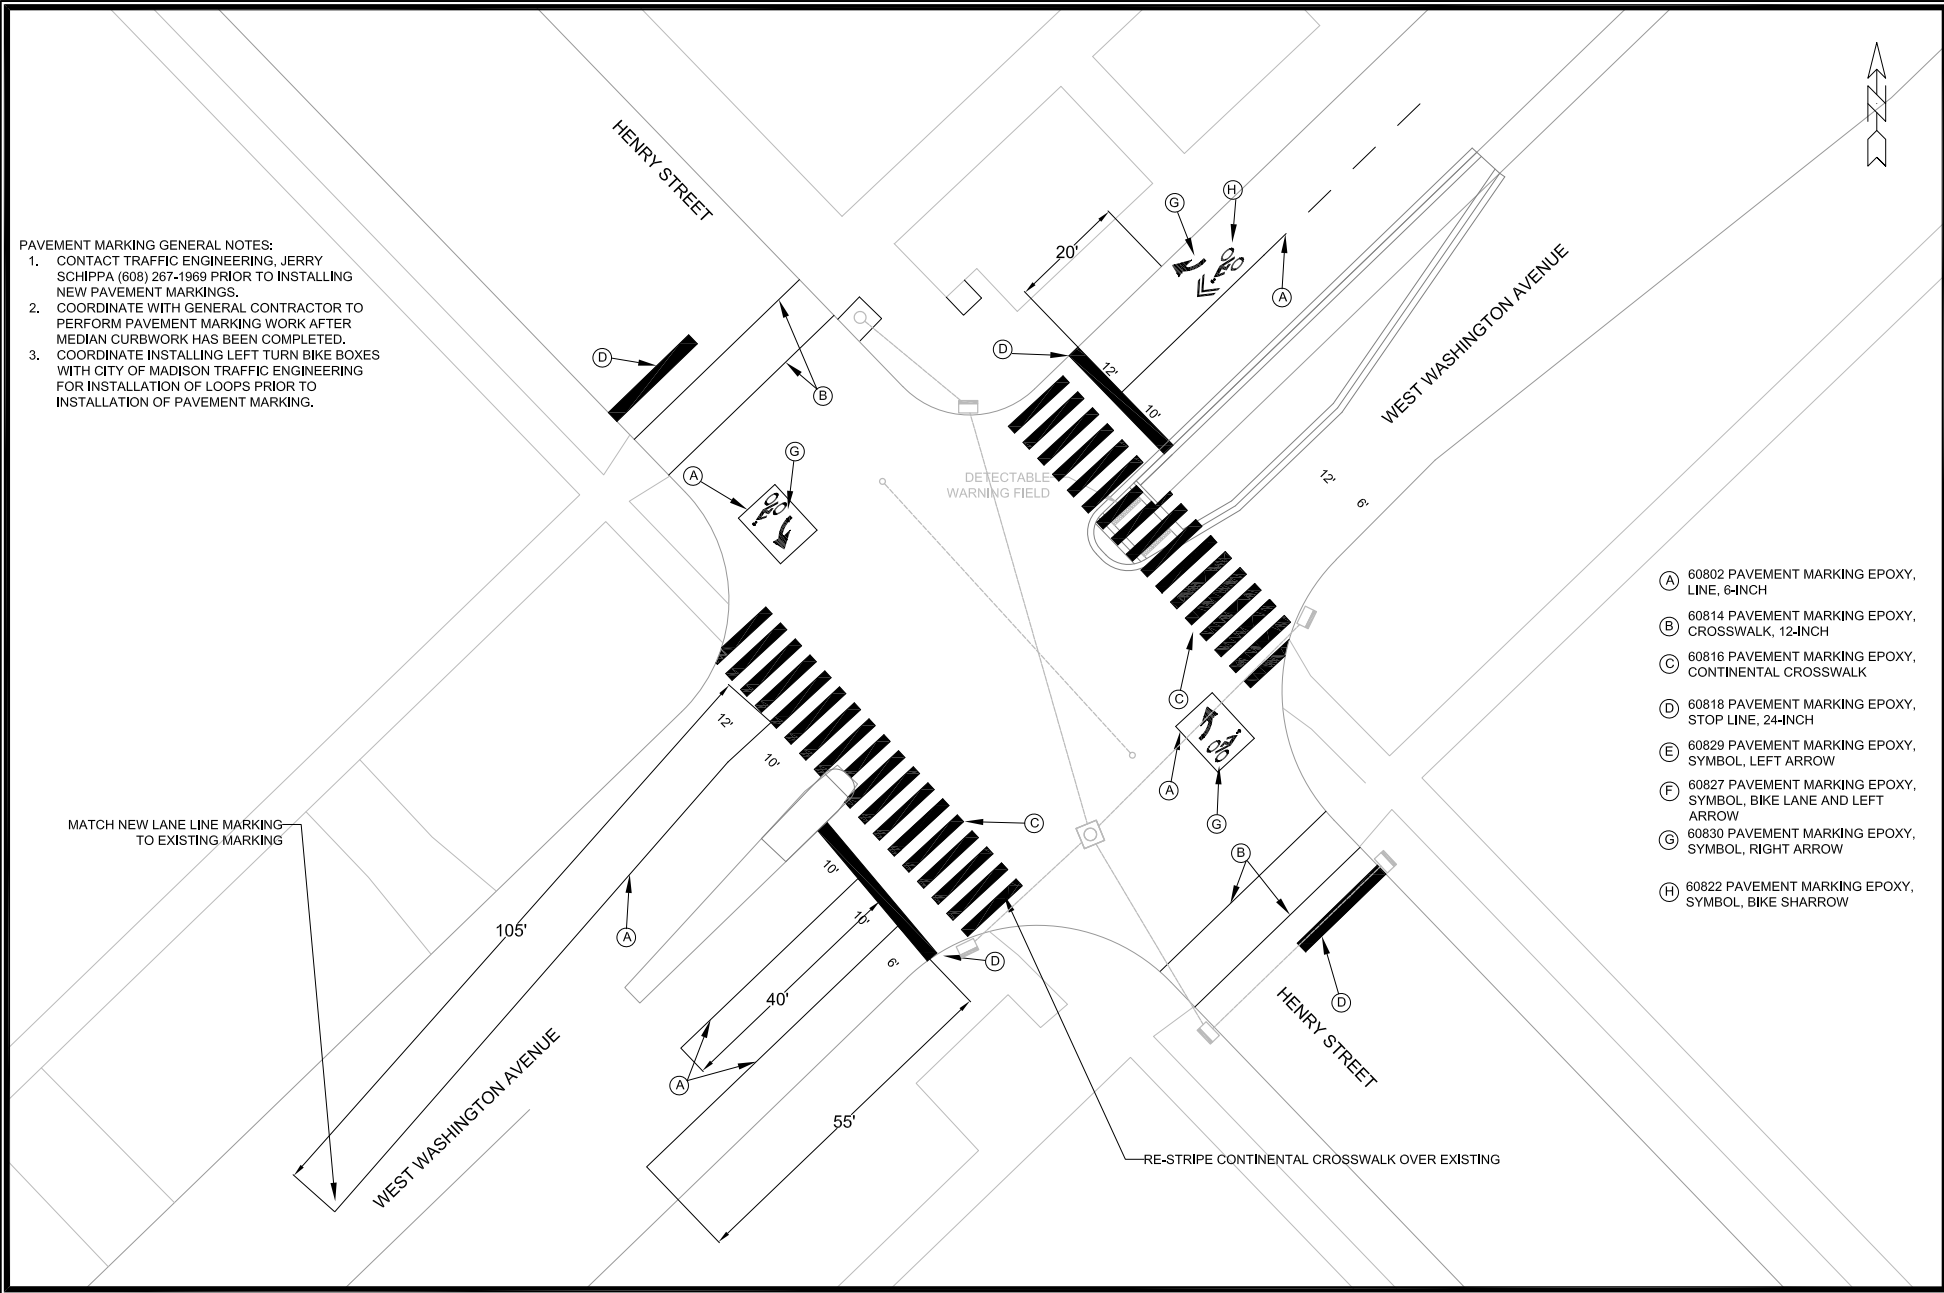 HENRY STREET
PAVEMENT MARKING GENERAL NOTES:
1. CONTACT TRAFFIC ENGINEERING, JERRY
SCHIPPA (608) 267-1969 PRIOR TO INSTALLING
NEW PAVEMENT MARKINGS.
2. COORDINATE WITH GENERAL CONTRACTOR TO
PERFORM PAVEMENT MARKING WORK AFTER
MEDIAN CURBWORK HAS BEEN COMPLETED.
3. COORDINATE INSTALLING LEFT TURN BIKE BOXES
WITH CITY OF MADISON TRAFFIC ENGINEERING
FOR INSTALLATION OF LOOPS PRIOR TO
INSTALLATION OF PAVEMENT MARKING.
N
G
H
20'
A
WEST WASHINGTON AVENUE
D
D
B
12'
10'
G
A
DETECTABLE
WARNING FIELD
12'
6'
C
A
G
A 60802 PAVEMENT MARKING EPOXY,
LINE, 6-INCH
B 60814 PAVEMENT MARKING EPOXY,
CROSSWALK, 12-INCH
C 60816 PAVEMENT MARKING EPOXY,
CONTINENTAL CROSSWALK
D 60818 PAVEMENT MARKING EPOXY,
STOP LINE, 24-INCH
E 60829 PAVEMENT MARKING EPOXY,
SYMBOL, LEFT ARROW
F 60827 PAVEMENT MARKING EPOXY,
SYMBOL, BIKE LANE AND LEFT
ARROW
G 60830 PAVEMENT MARKING EPOXY,
SYMBOL, RIGHT ARROW
H 60822 PAVEMENT MARKING EPOXY,
SYMBOL, BIKE SHARROW
12'
10'
MATCH NEW LANE LINE MARKING
TO EXISTING MARKING
C
B
105'
A
10'
10'
6'
D
D
40'
A
HENRY STREET
WEST WASHINGTON AVENUE
55'
RE-STRIPE CONTINENTAL CROSSWALK OVER EXISTING